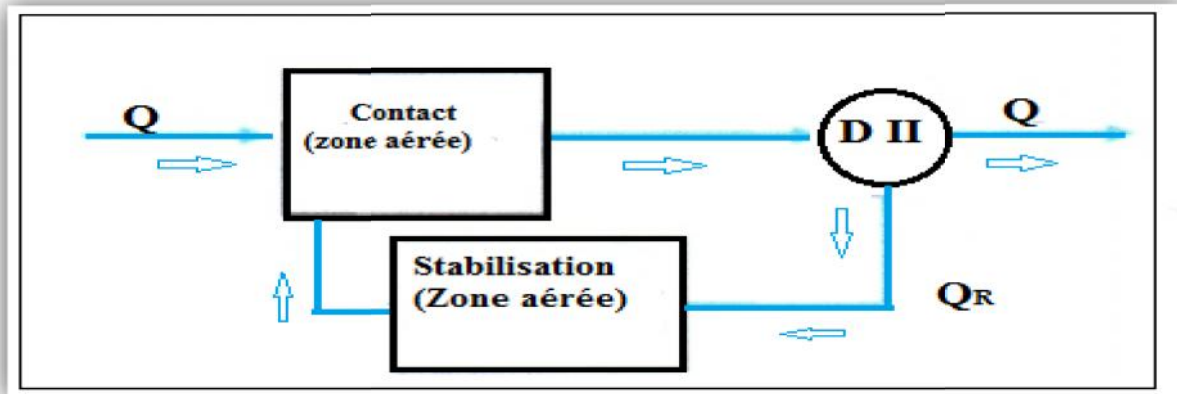 Q
Contact
(zone aérée)
D II
Q
Stabilisation
(Zone aérée)
QR